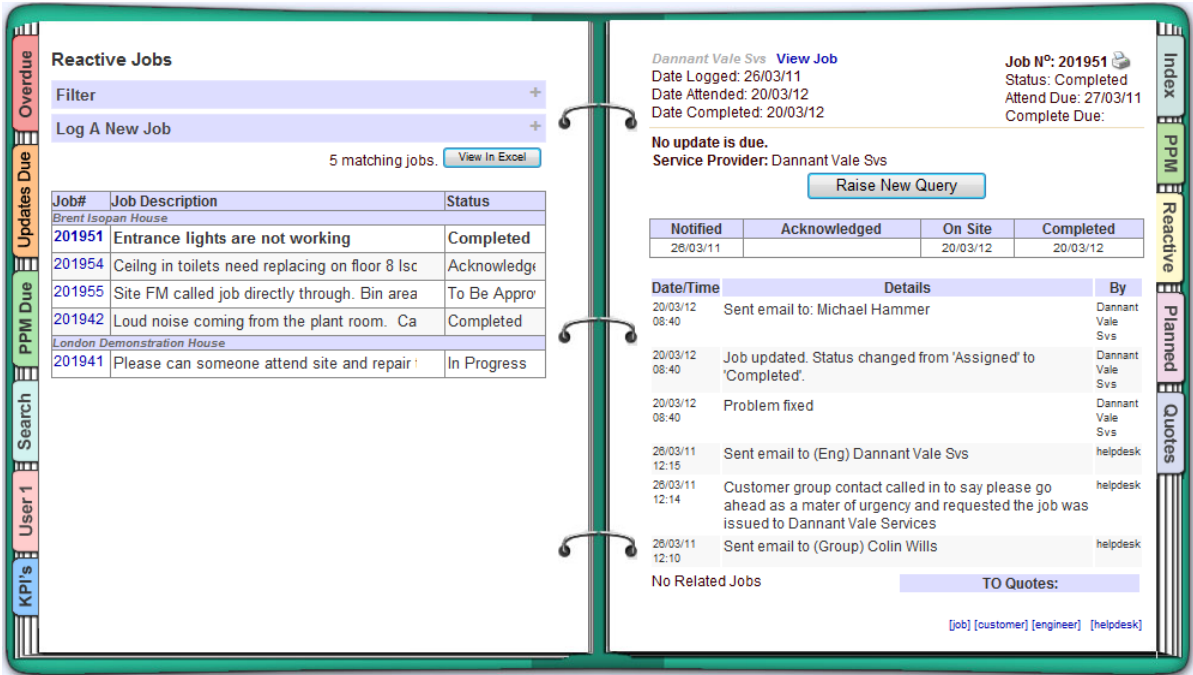 Overdue
Updates Due
PPM Due
Search
User 1
KPI's
Reactive Jobs
Filter +
Log A New Job +
5 matching jobs. View In Excel
Job# Job Description Status
Brent Isopan House
201951 Entrance lights are not working Completed
201954 Ceilng in toilets need replacing on floor 8 Isc Acknowledge
201955 Site FM called job directly through. Bin area To Be Approv
201942 Loud noise coming from the plant room. Ca Completed
London Demonstration House
201941 Please can someone attend site and repair t In Progress
Dannant Vale Svs View Job
Date Logged: 26/03/11
Date Attended: 20/03/12
Date Completed: 20/03/12
Job Nº: 201951
Status: Completed
Attend Due: 27/03/11
Complete Due:
No update is due.
Service Provider: Dannant Vale Svs
Raise New Query
Notified Acknowledged On Site Completed
26/03/11 20/03/12 20/03/12
Date/Time Details By
20/03/12 08:40 Sent email to: Michael Hammer Dannant Vale Svs
20/03/12 08:40 Job updated. Status changed from 'Assigned' to
'Completed'. Dannant Vale Svs
20/03/12 08:40 Problem fixed Dannant Vale Svs
26/03/11 12:15 Sent email to (Eng) Dannant Vale Svs helpdesk
26/03/11 12:14 Customer group contact called in to say please go helpdesk
ahead as a mater of urgency and requested the job was
issued to Dannant Vale Services
26/03/11 12:10 Sent email to (Group) Colin Wills helpdesk
No Related Jobs TO Quotes:
[job] [customer] [engineer] [helpdesk]
Index
PPM
Reactive
Planned
Quotes